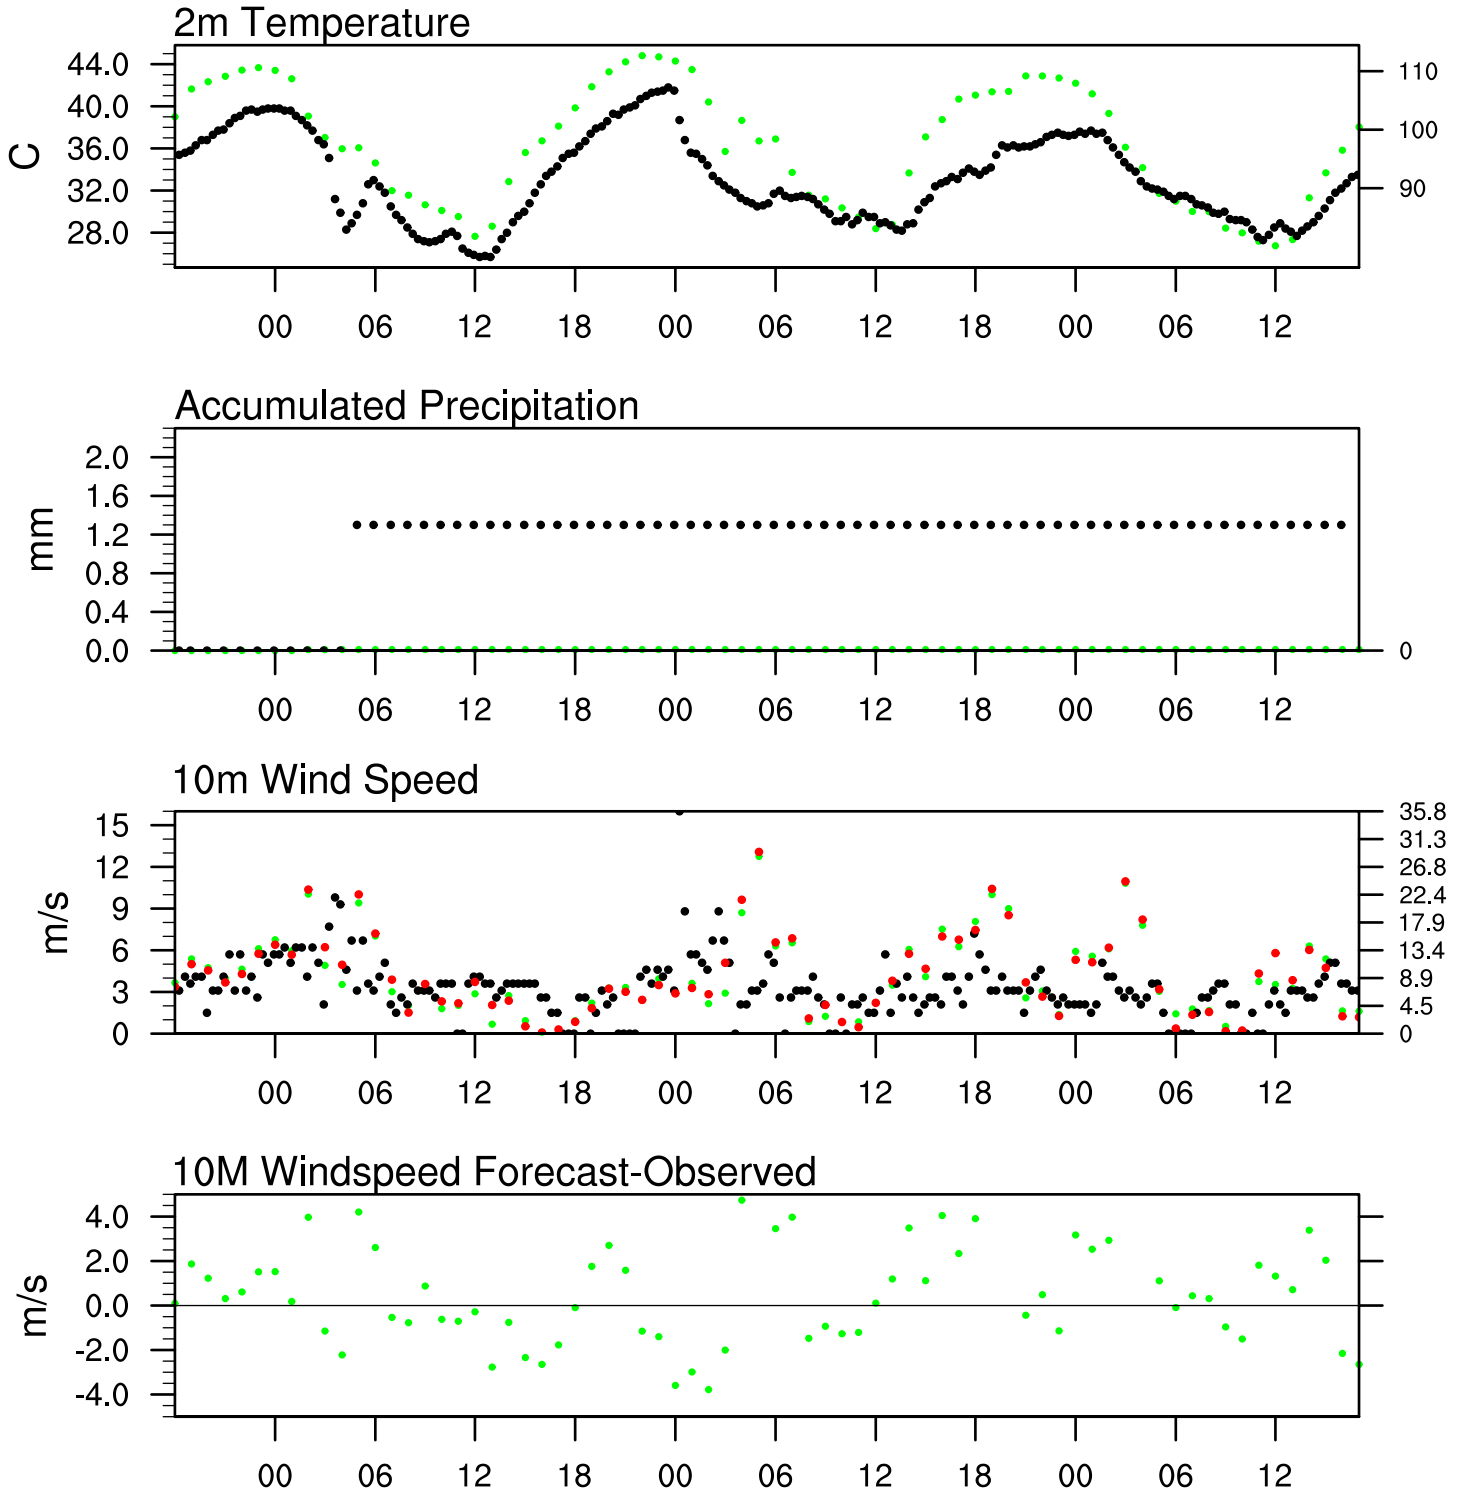 2m Temperature
44.0
40.0
36.0
32.0
28.0
C
110
100
90
00 06 12 18 00 06 12 18 00 06 12
Accumulated Precipitation
2.0
1.6
1.2
0.8
0.4
0.0
mm
0
00 06 12 18 00 06 12 18 00 06 12
10m Wind Speed
15
12
9
6
3
0
m/s
35.8
31.3
26.8
22.4
17.9
13.4
8.9
4.5
0
00 06 12 18 00 06 12 18 00 06 12
10M Windspeed Forecast-Observed
4.0
2.0
0.0
-2.0
-4.0
m/s
00 06 12 18 00 06 12 18 00 06 12